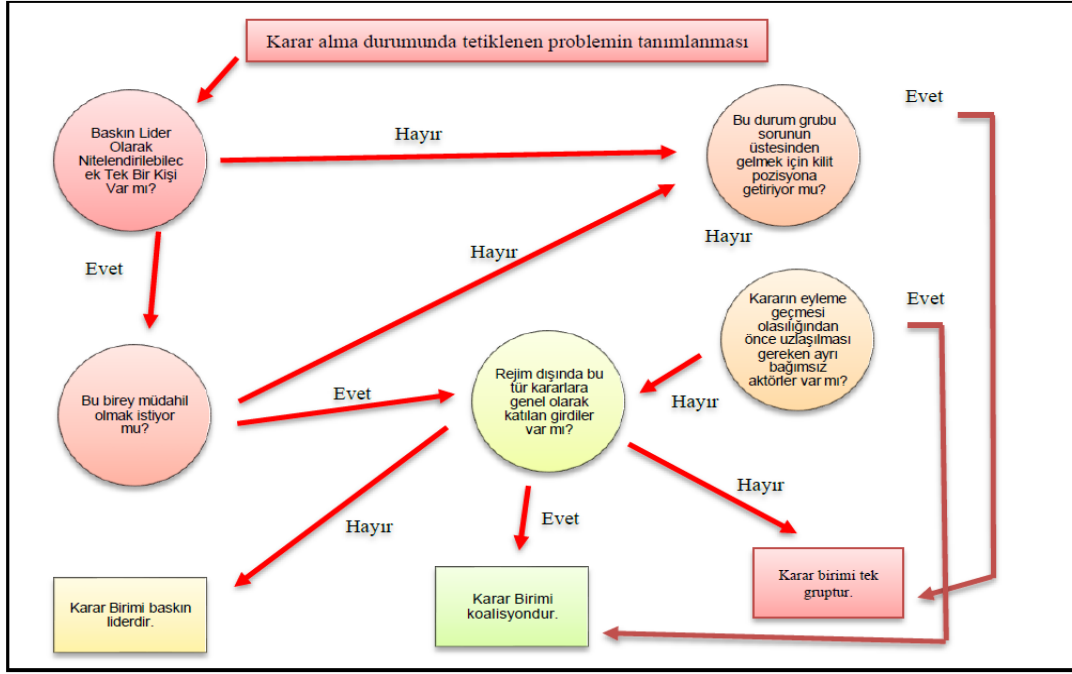 Karar alma durumunda tetiklenen problemin tanımlanması
Baskın Lider
Olarak
Nitelendirilebilec
ek Tek Bir Kişi
Var mı?
Hayır
Bu durum grubu
sorunun
üstesinden
gelmek için kilit
pozisyona
getiriyor mu?
Evet
Evet
Hayır
Hayır
Kararın eyleme
geçmesi
olasılığından
önce uzlaşılması
gereken ayrı
bağımsız
aktörler var mı?
Evet
Bu birey müdahil
olmak istiyor
mu?
Evet
Rejim dışında bu
tür kararlara
genel olarak
katılan girdiler
var mı?
Hayır
Hayır
Evet
Hayır
Karar Birimi baskın
liderdir.
Karar Birimi
koalisyondur.
Karar birimi tek
gruptur.